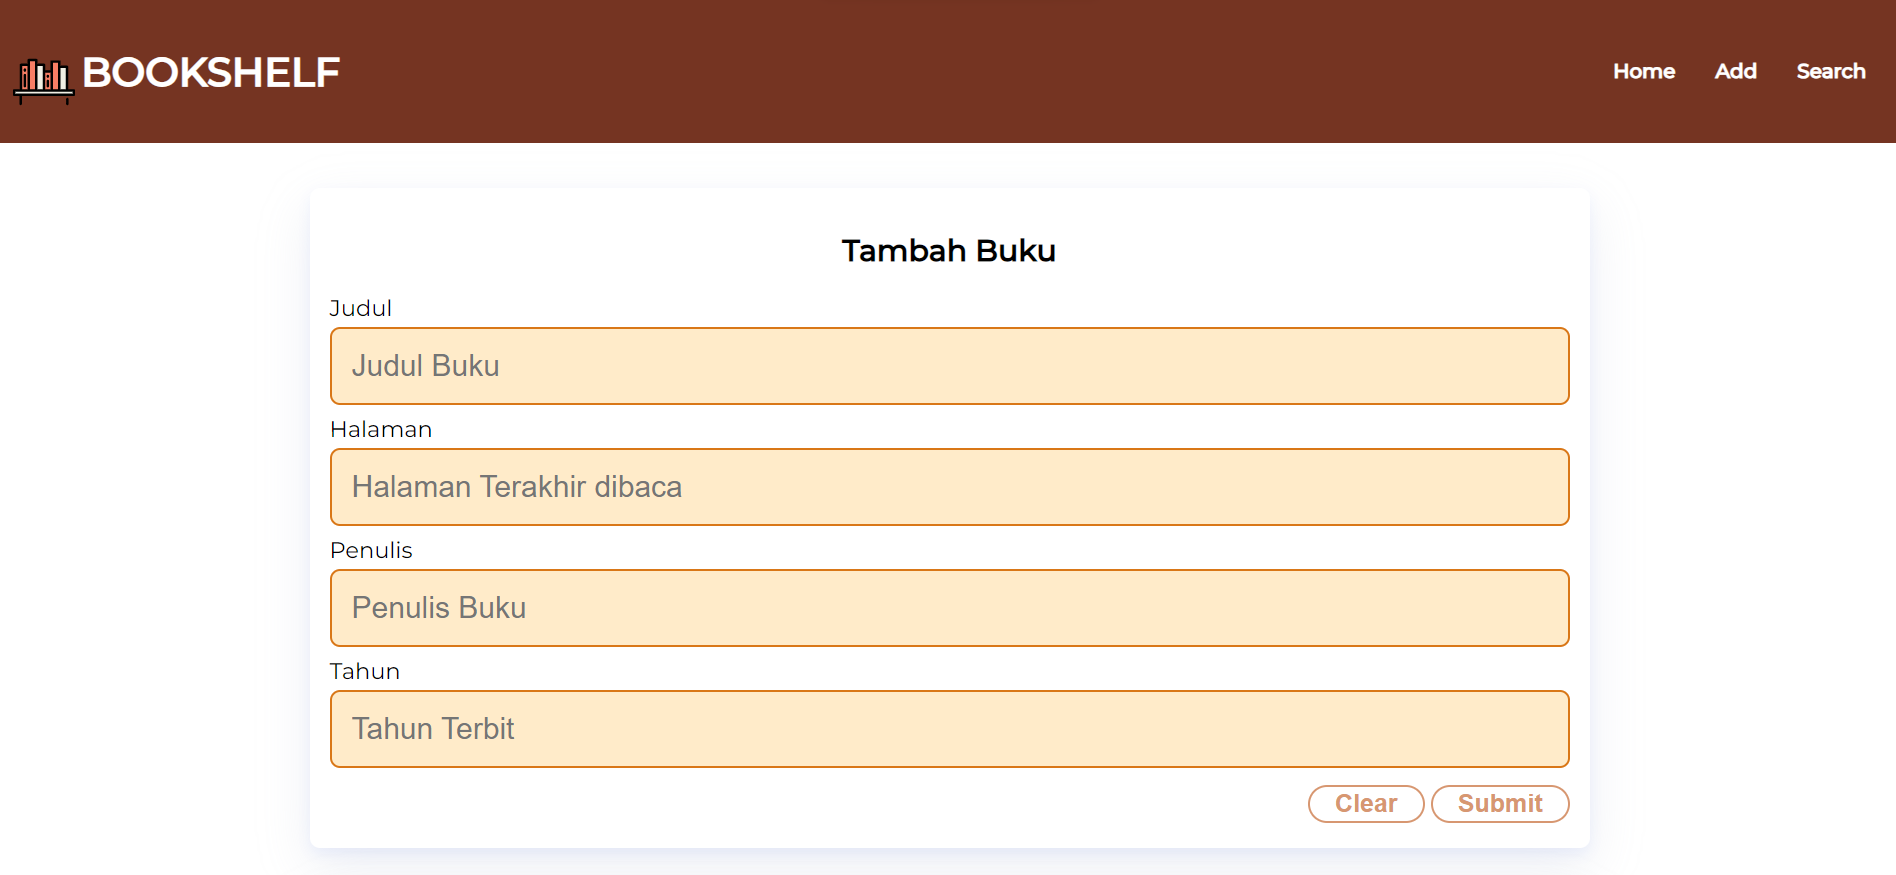 BOOKSHELF
Home Add Search
Tambah Buku
Judul
Judul Buku
Halaman
Halaman Terakhir dibaca
Penulis
Penulis Buku
Tahun
Tahun Terbit
Clear Submit